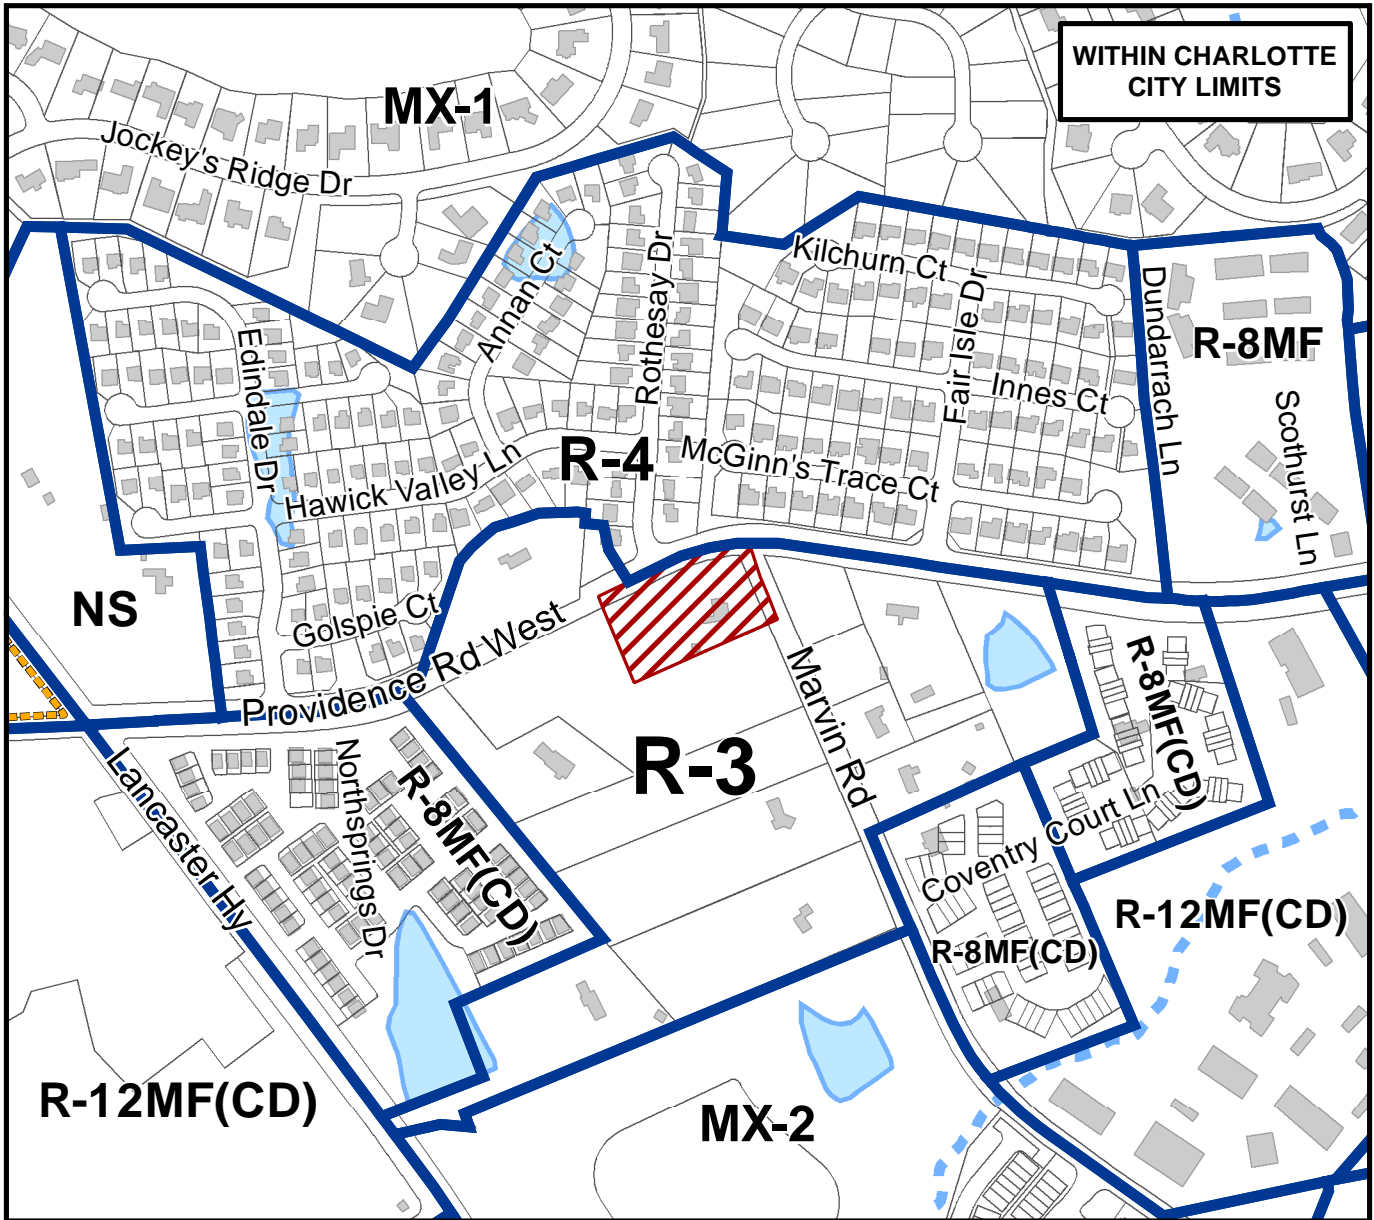 WITHIN CHARLOTTE
CITY LIMITS
MX-1
Jockey's Ridge Dr
Kilchurn Ct
Rothesay Dr
Annan Ct
Fair Isle Dr
Dundarrach Ln
R-8MF
Edindale Dr
Innes Ct
Scothurst Ln
R-4
McGinn's Trace Ct
Hawick Valley Ln
NS
Golspie Ct
Providence Rd West
Marvin Rd
R-8MF(CD)
Lancaster Hy
Northsprings Dr
R-8MF(CD)
R-3
Coventry Court Ln
R-12MF(CD)
R-8MF(CD)
R-12MF(CD)
MX-2